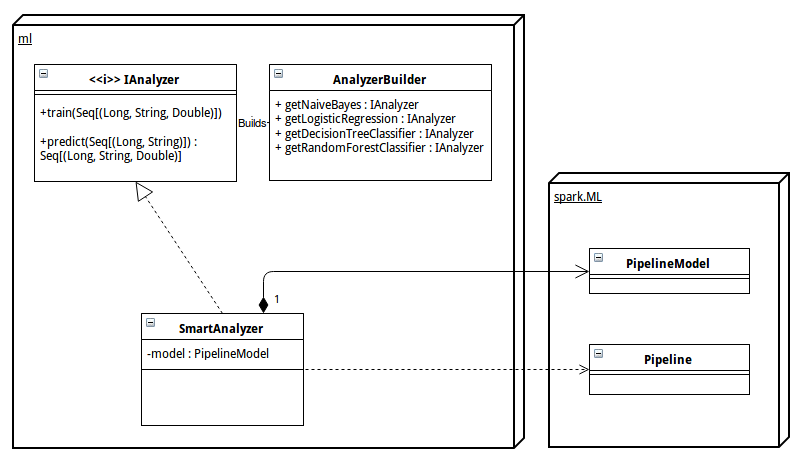 ml
<<i>> IAnalyzer
+train(Seq[(Long, String, Double)])
+predict(Seq[(Long, String)]) :
Seq[(Long, String, Double)]
Builds
AnalyzerBuilder
+ getNaiveBayes : IAnalyzer
+ getLogisticRegression : IAnalyzer
+ getDecisionTreeClassifier : IAnalyzer
+ getRandomForestClassifier : IAnalyzer
spark.ML
PipelineModel
1
SmartAnalyzer
-model : PipelineModel
Pipeline